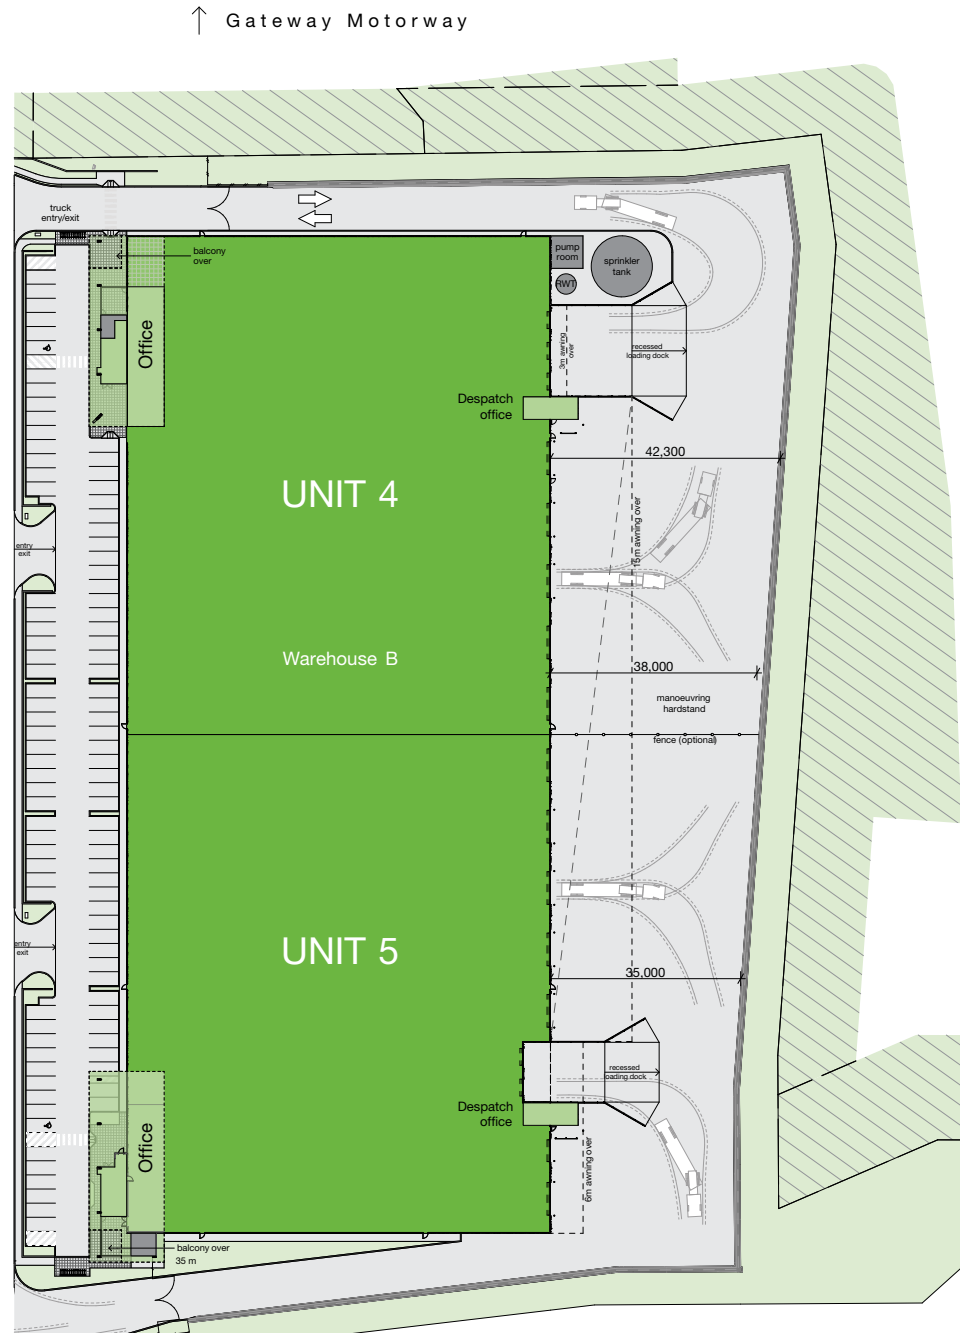 Gateway Motorway
truck
entry/exit
balcony
over
pump
room
sprinkler
tank
RWT
Office
3m awning
over
recessed
loading dock
Despatch
office
42,300
UNIT 4
15m awning over
entry
exit
Warehouse B
38,000
manoeuvring
hardstand
fence (optional)
UNIT 5
entry
exit
35,000
recessed
loading dock
Despatch
office
Office
6m awning over
balcony over
35 m